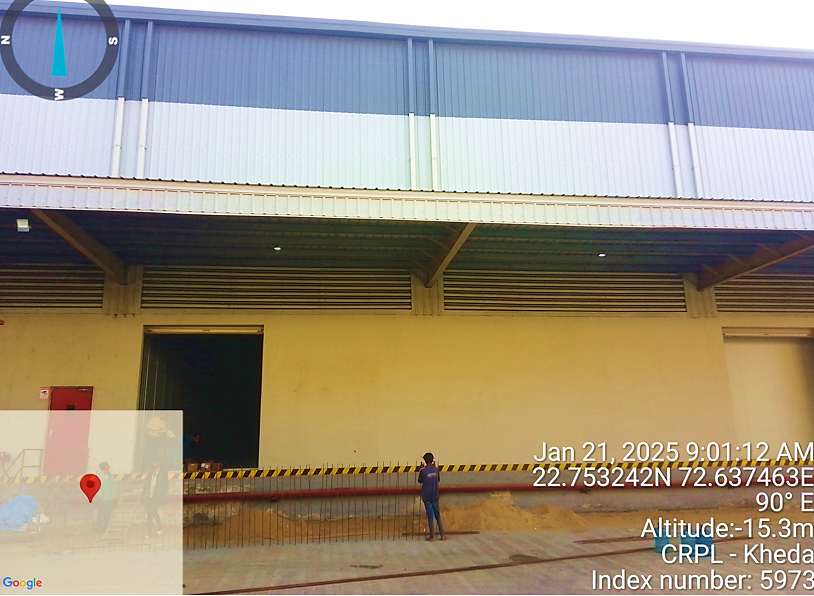 N
S
W
Jan 21, 2025 9:01:12 AM
22.753242N 72.637463E
90° E
Altitude:-15.3m
CRPL - Kheda
Index number: 5973
Google